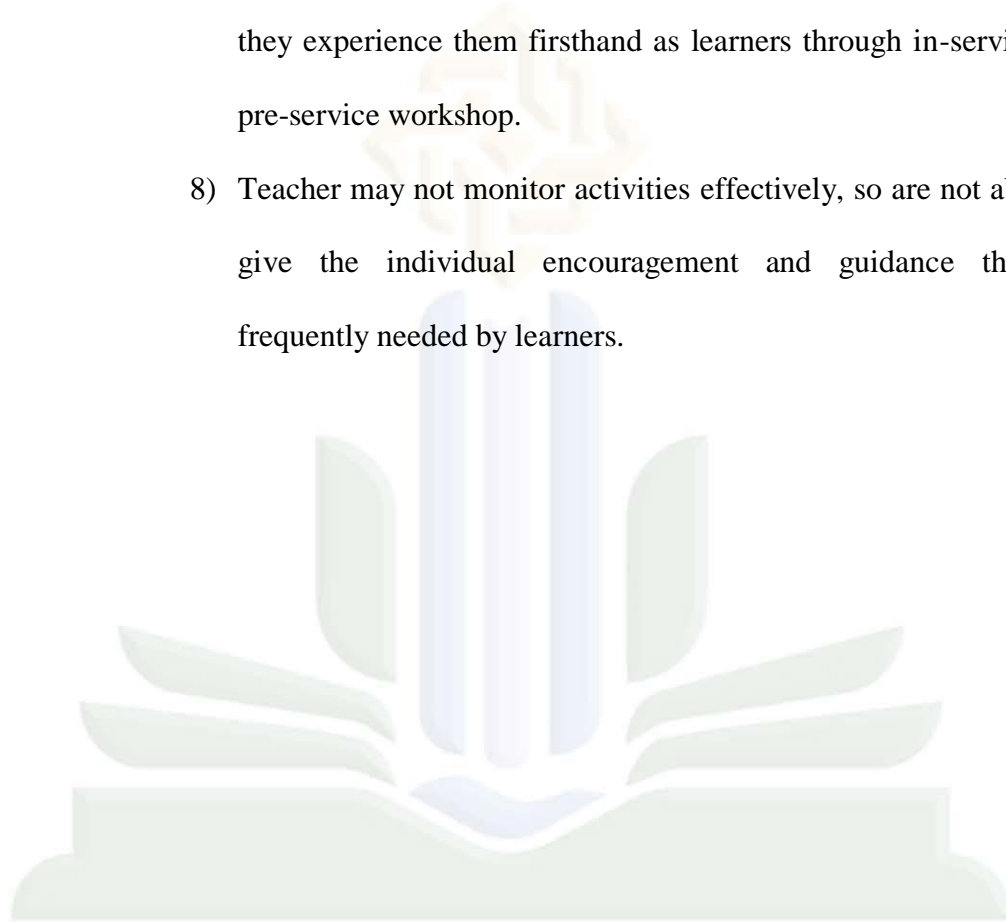 they experience them firsthand as learners through in-servi
pre-service workshop.
8) Teacher may not monitor activities effectively, so are not a
give the individual encouragement and guidance th
frequently needed by learners.